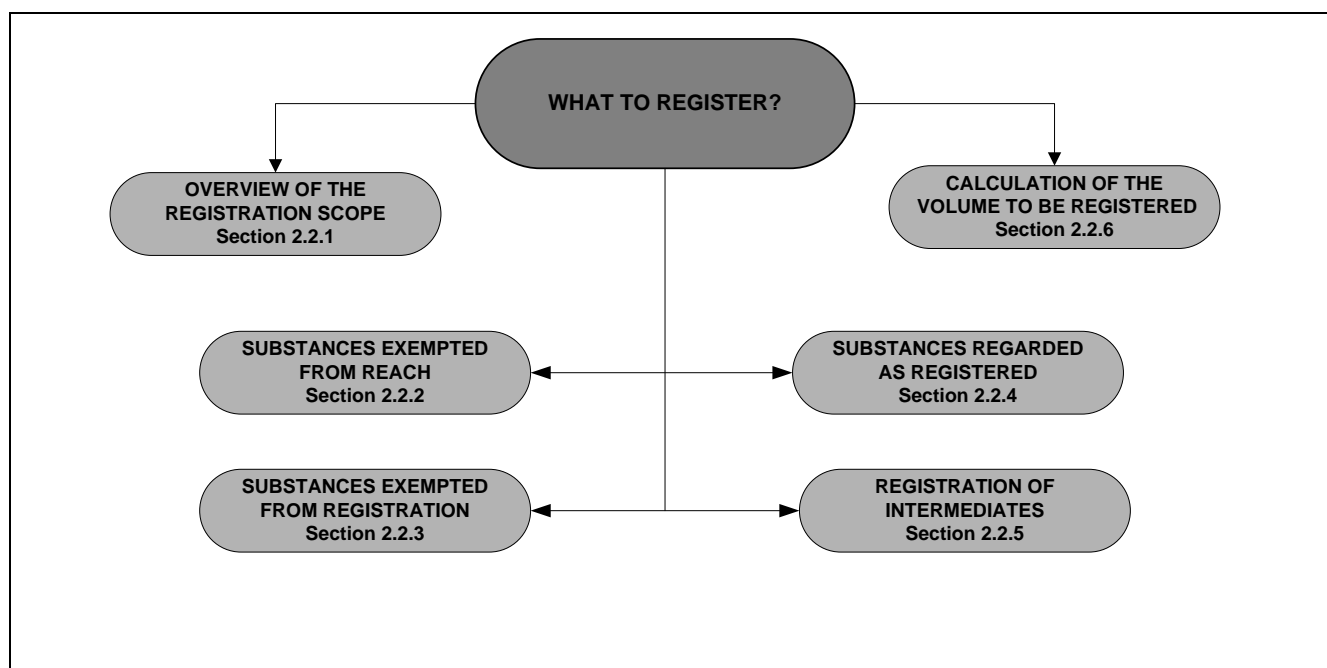 WHAT TO REGISTER?
OVERVIEW OF THE
REGISTRATION SCOPE
Section 2.2.1
CALCULATION OF THE
VOLUME TO BE REGISTERED
Section 2.2.6
SUBSTANCES EXEMPTED
FROM REACH
Section 2.2.2
SUBSTANCES REGARDED
AS REGISTERED
Section 2.2.4
SUBSTANCES EXEMPTED
FROM REGISTRATION
Section 2.2.3
REGISTRATION OF
INTERMEDIATES
Section 2.2.5